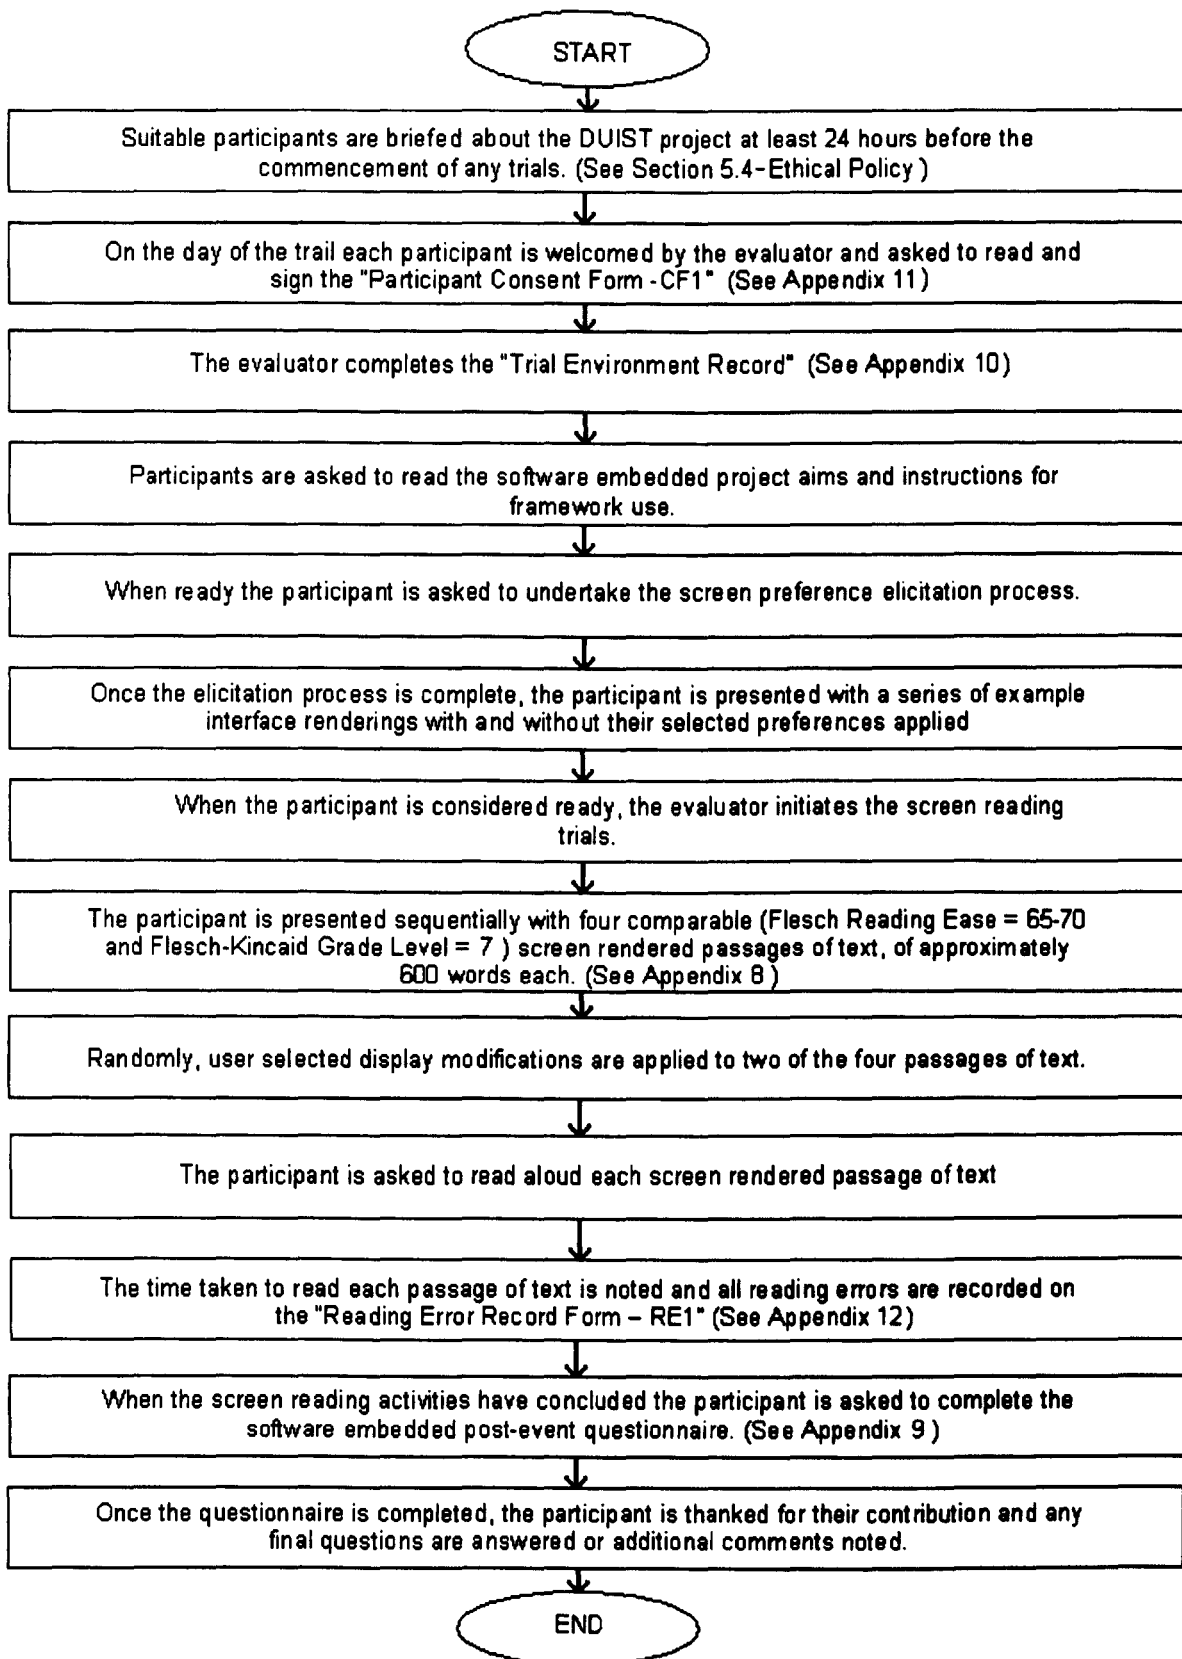 START
Suitable participants are briefed about the DUIST project at least 24 hours before the
commencement of any trials. (See Section 5.4-Ethical Policy )
On the day of the trail each participant is welcomed by the evaluator and asked to read and
sign the "Participant Consent Form -CF1" (See Appendix 11)
The evaluator completes the "Trial Environment Record" (See Appendix 10)
Participants are asked to read the software embedded project aims and instructions for
framework use.
When ready the participant is asked to undertake the screen preference elicitation process.
Once the elicitation process is complete, the participant is presented with a series of example
interface renderings with and without their selected preferences applied
When the participant is considered ready, the evaluator initiates the screen reading
trials.
The participant is presented sequentially with four comparable (Flesch Reading Ease = 65-70
and Flesch-Kincaid Grade Level = 7 ) screen rendered passages of text, of approximately
600 words each. (See Appendix 8 )
Randomly, user selected display modifications are applied to two of the four passages of text.
The participant is asked to read aloud each screen rendered passage of text
The time taken to read each passage of text is noted and all reading errors are recorded on
the "Reading Error Record Form – RE1" (See Appendix 12)
When the screen reading activities have concluded the participant is asked to complete the
software embedded post-event questionnaire. (See Appendix 9 )
Once the questionnaire is completed, the participant is thanked for their contribution and any
final questions are answered or additional comments noted.
END